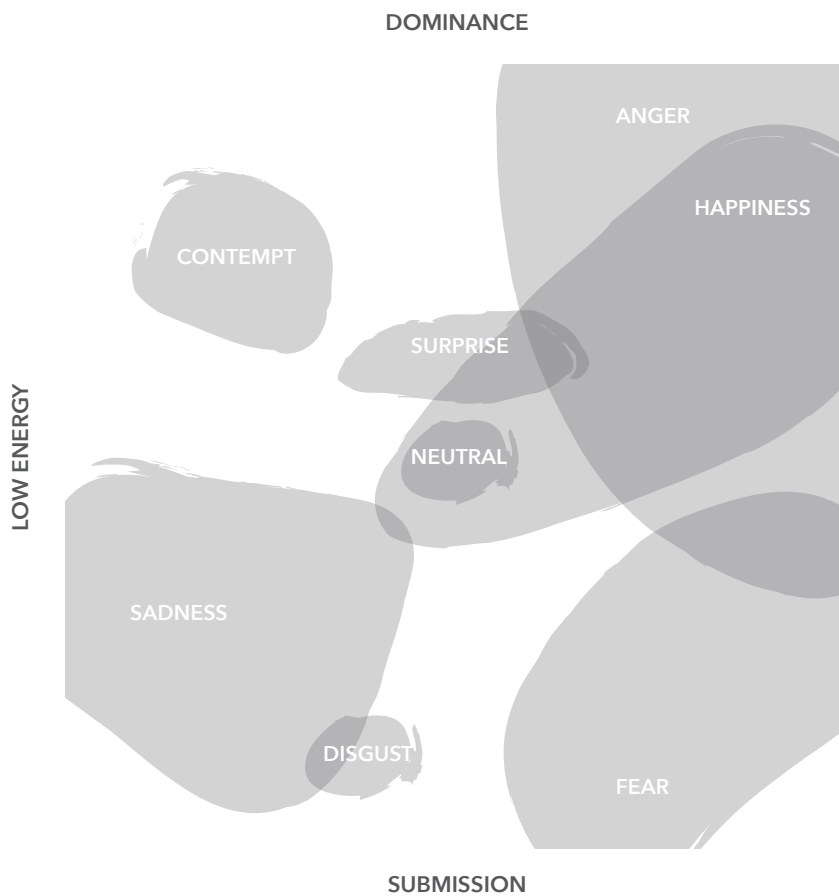 DOMINANCE
ANGER
HAPPINESS
CONTEMPT
SURPRISE
LOW ENERGY
NEUTRAL
SADNESS
DISGUST
FEAR
SUBMISSION